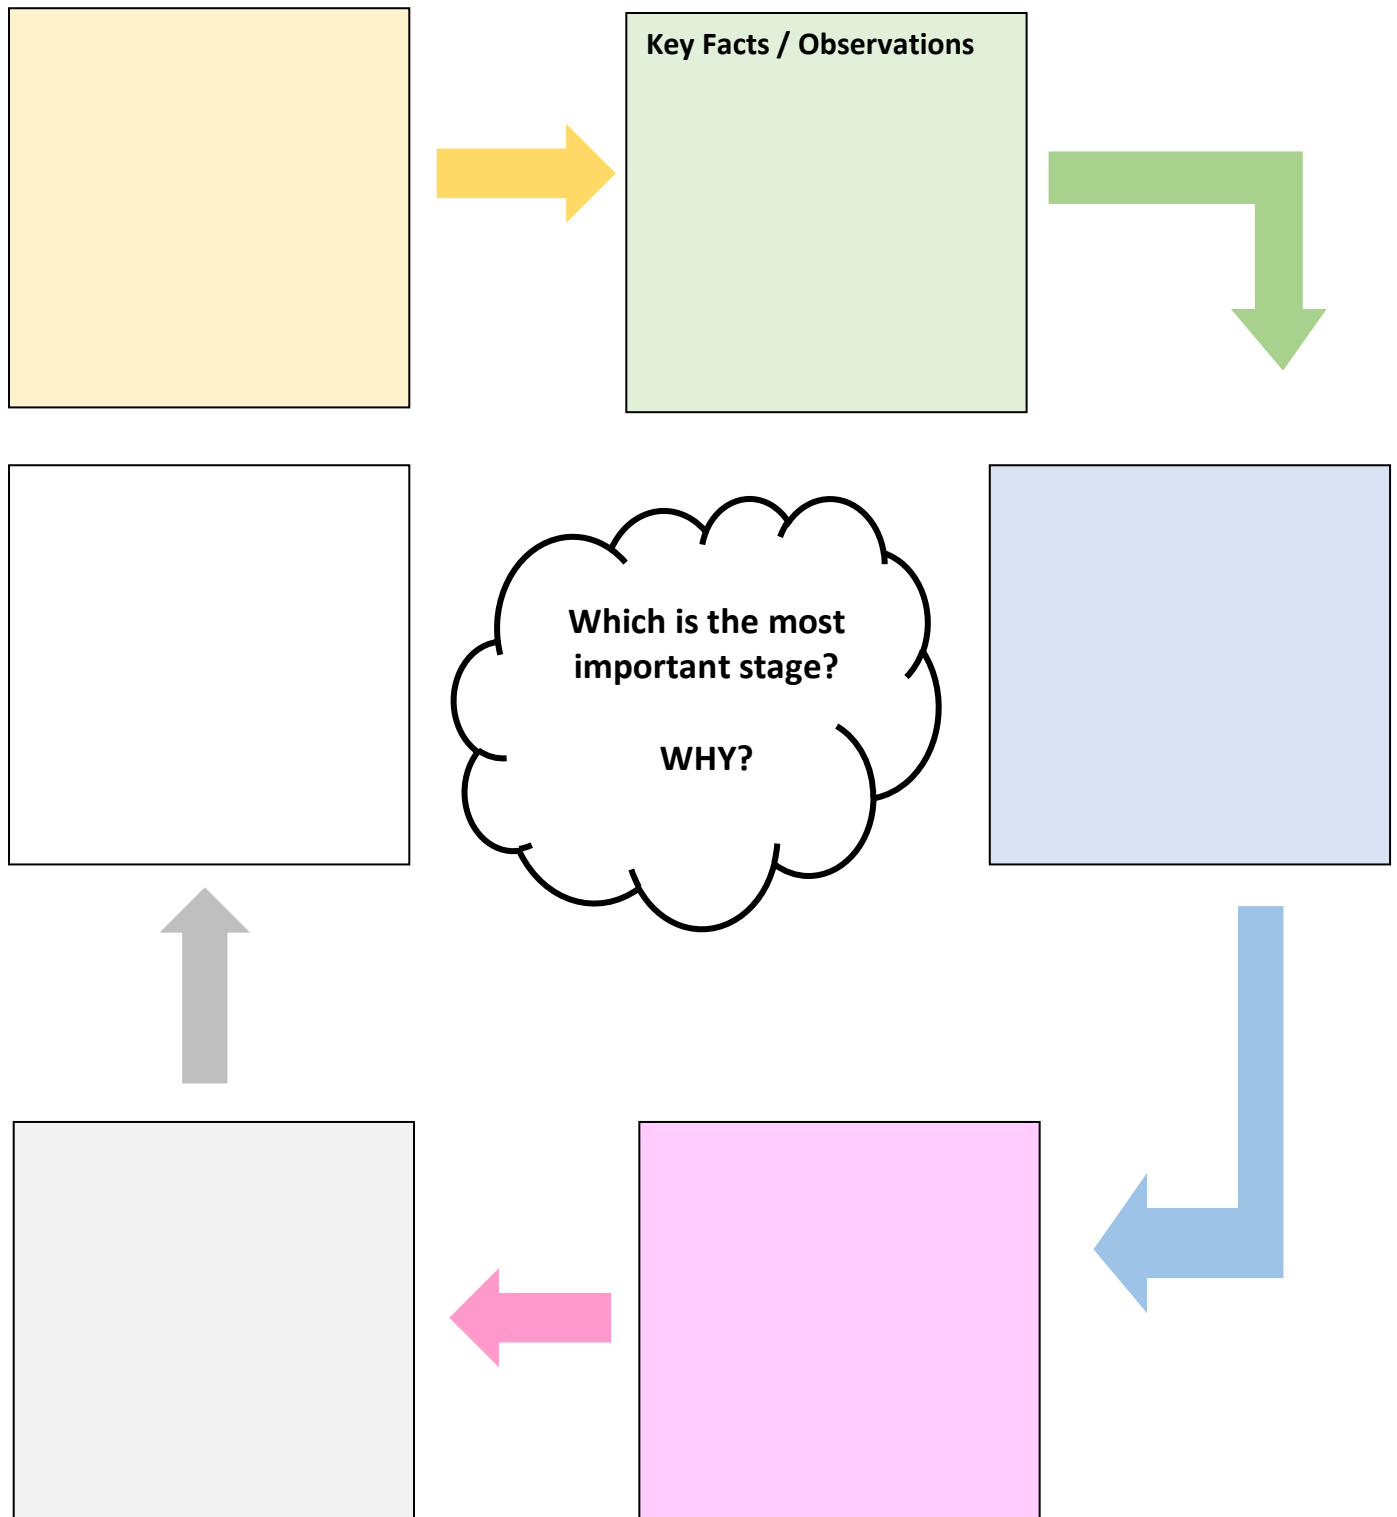 Key Facts / Observations
Which is the most
important stage?
WHY?